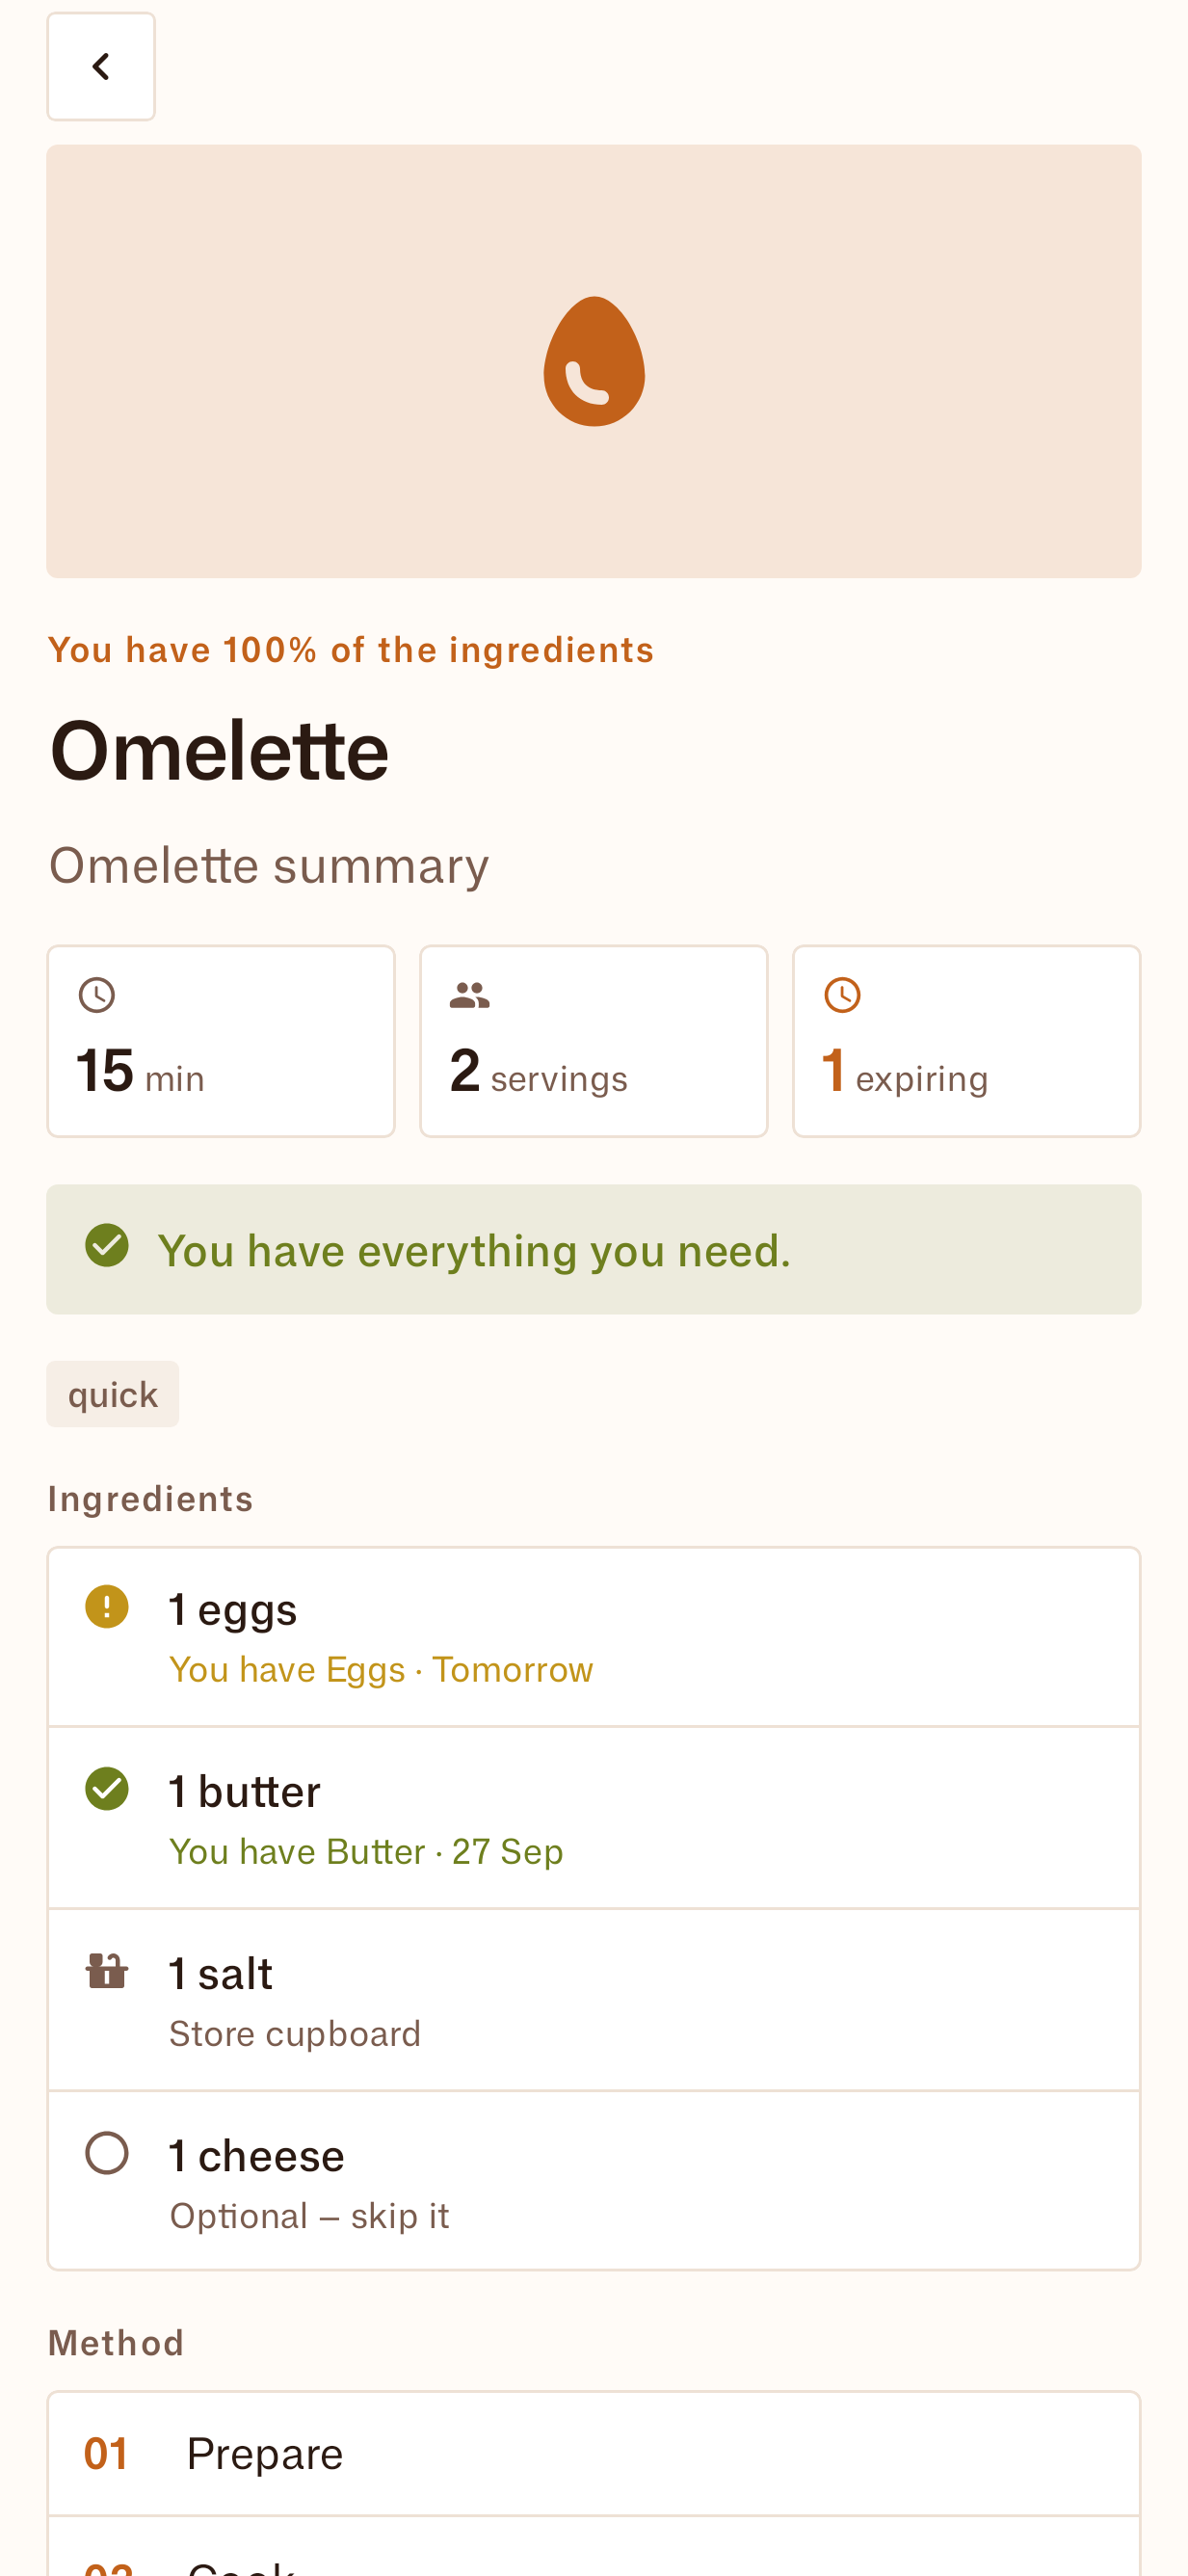 You have 100% of the ingredients
Omelette
Omelette summary
15 min
2 servings
1 expiring
You have everything you need.
quick
Ingredients
1 eggs
You have Eggs · Tomorrow
1 butter
You have Butter · 27 Sep
1 salt
Store cupboard
1 cheese
Optional – skip it
Method
01 Prepare
02 Cook